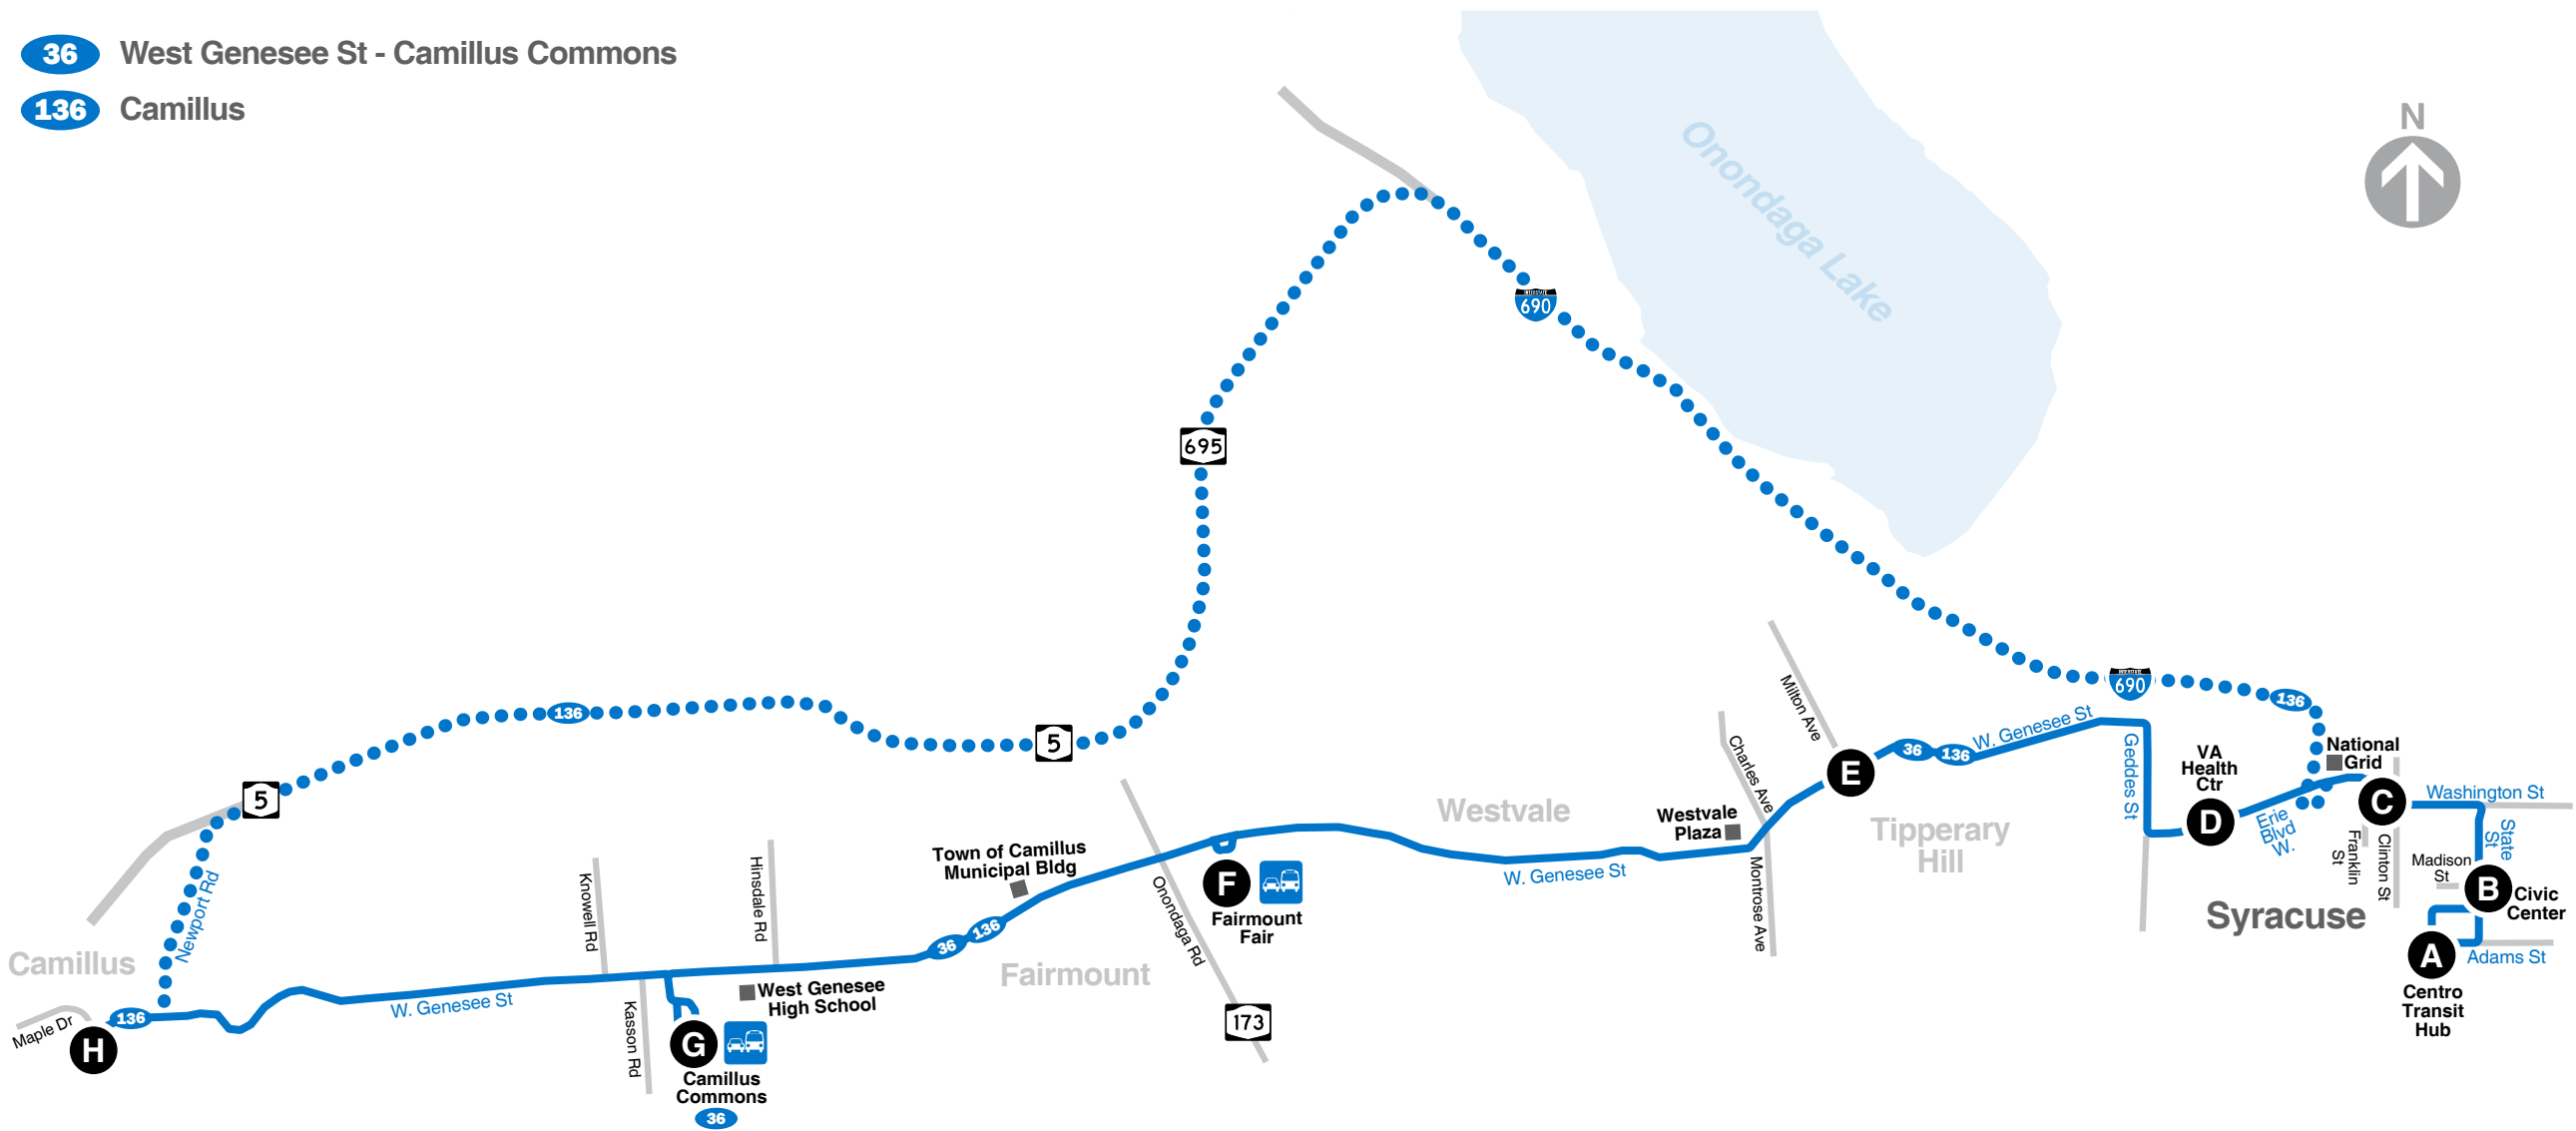 36 West Genesee St - Camillus Commons
136 Camillus
N
Onondaga Lake
INTERSTATE
690
695
INTERSTATE
690
136
136
5
5
Milton Ave
Charles Ave
36
136
W. Genesee St
Geddes St
VA
Health
Ctr
National
Grid
E
D
C
Washington St
Erie
Blvd
W.
Franklin
St
Clinton St
State
St
Madison
St
B
Civic
Center
Syracuse
A
Adams St
Centro
Transit
Hub
Tipperary
Hill
Westvale
Westvale
Plaza
Montrose Ave
W. Genesee St
Town of Camillus
Municipal Bldg
F
Fairmount
Fair
Onondaga Rd
173
Fairmount
36
136
Hinsdale Rd
Knowell Rd
West Genesee
High School
Kasson Rd
G
Camillus
Commons
36
W. Genesee St
Newport Rd
Camillus
136
Maple Dr
H